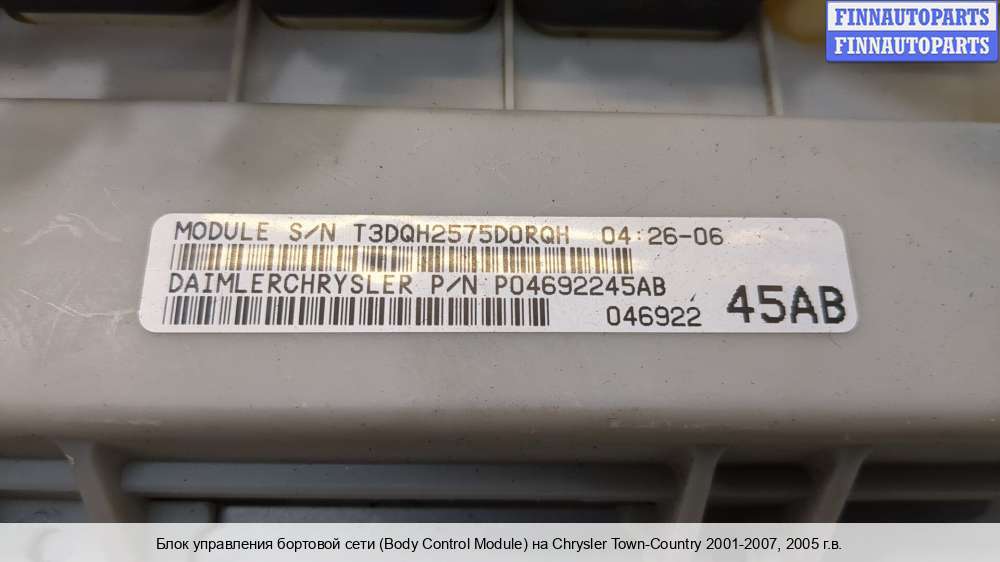 FINNAUTOPARTS
FINNAUTOPARTS
MODULE S/N T3DQH2575D0RQH 04:26-06
DAIMLERCHRYSLER P/N P04692245AB
046922 45AB
Блок управления бортовой сети (Body Control Module) на Chrysler Town-Country 2001-2007, 2005 г.в.